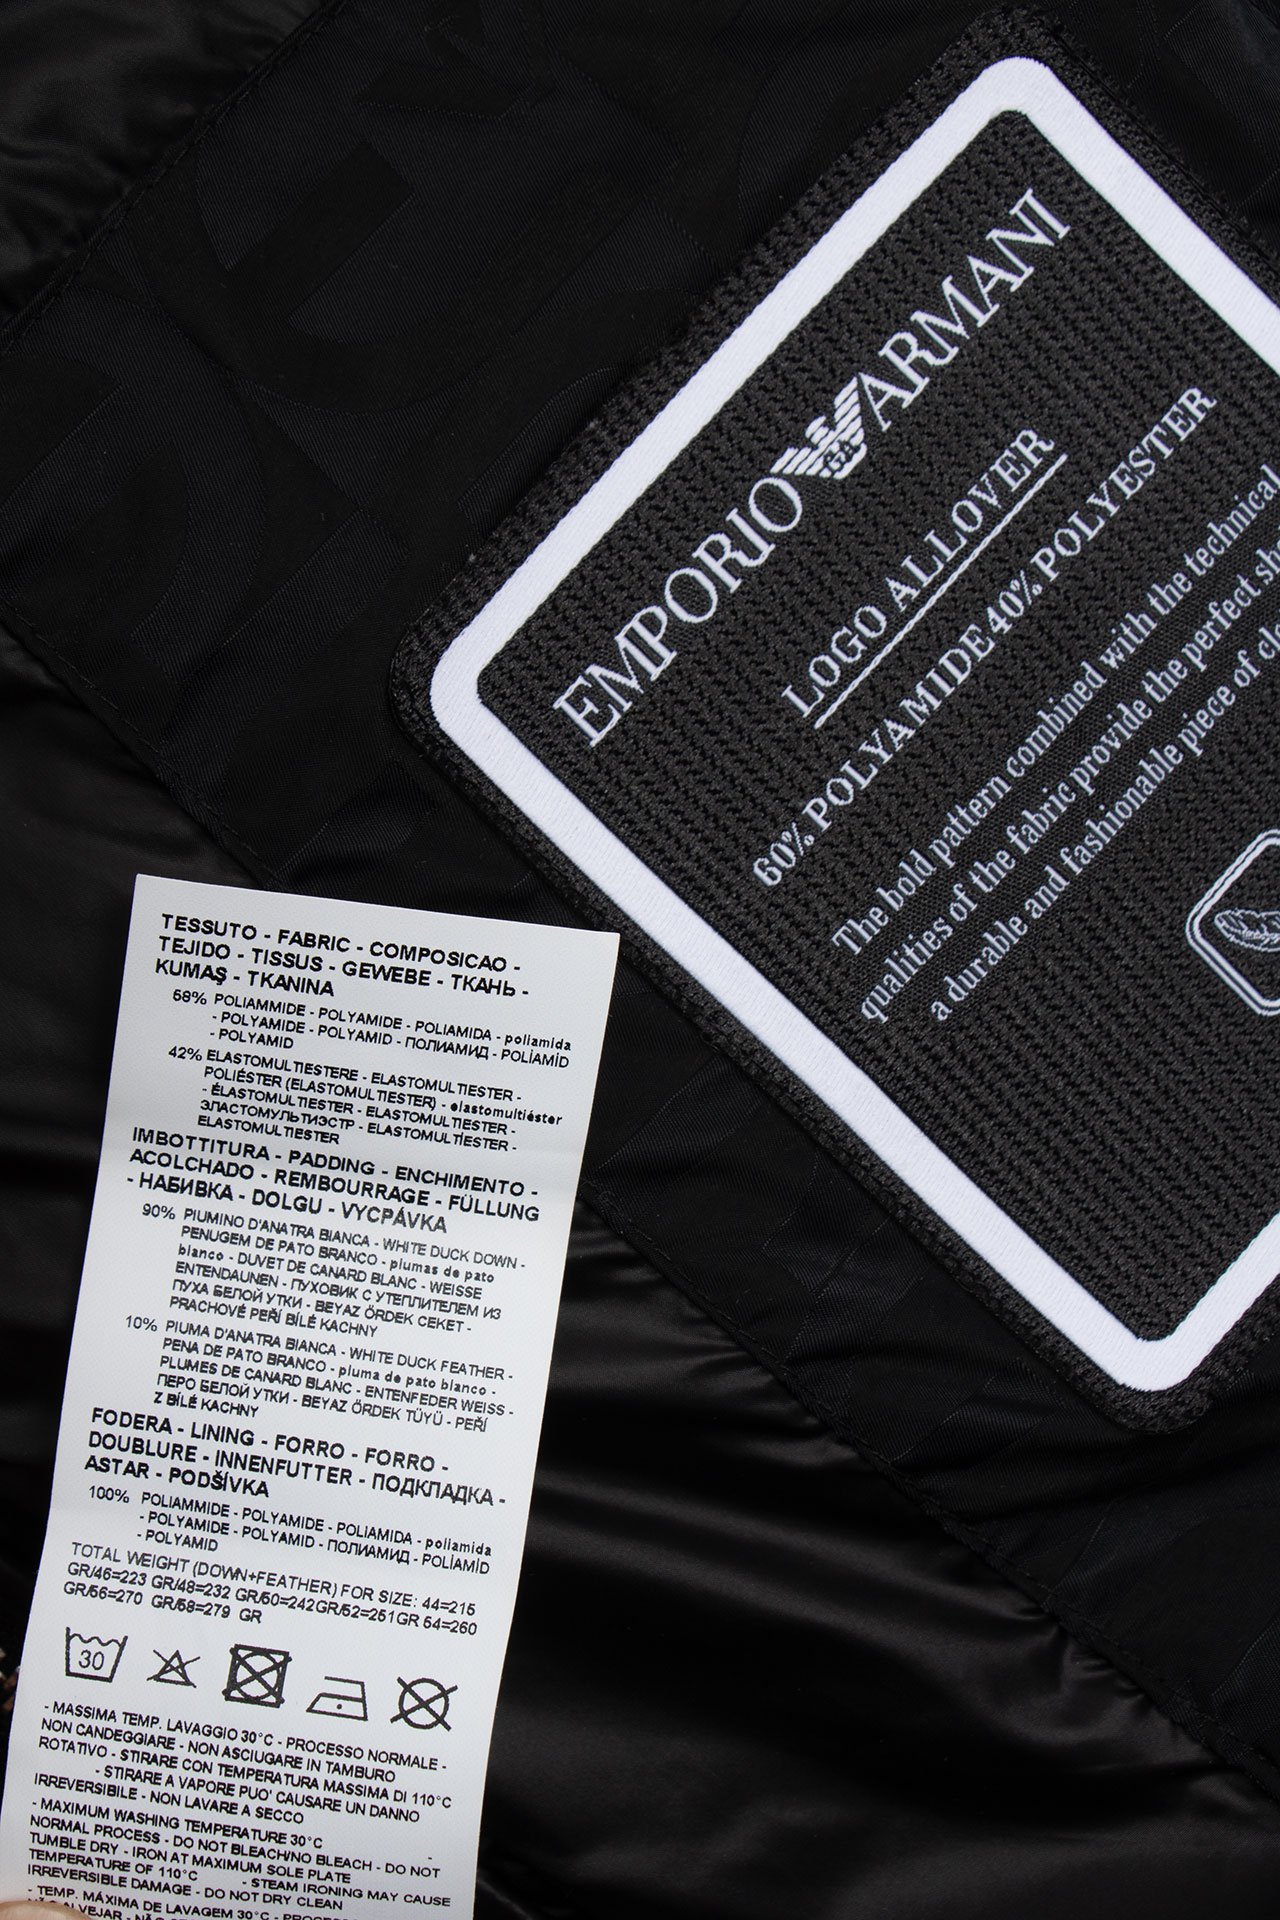 EMPORIO GA ARMANI
LOGO ALLOVER
60% POLYAMIDE 40% POLYESTER
The bold pattern combined with the technical
qualities of the fabric provide the perfect
a durable and fashionable piece of
TESSUTO - FABRIC - COMPOSICAO -
TEJIDO - TISSUS - GEWEBE - ТКАНЬ -
KUMAŞ - TKANINA
58% POLIAMMIDE - POLYAMIDE - POLIAMIDA - poliamida
- POLYAMIDE - POLYAMID - ПОЛИАМИД - POLİAMİD
- POLYAMID
42% ELASTOMULTIESTERE - ELASTOMULTIESTER -
POLIÉSTER (ELASTOMULTIESTER) - elastomultiéster
- ÉLASTOMULTIESTER - ELASTOMULTIESTER -
ЭЛАСТОМУЛЬТИЭСТР - ELASTOMULTİESTER -
ELASTOMULTIESTER
IMBOTTITURA - PADDING - ENCHIMENTO -
ACOLCHADO - REMBOURRAGE - FÜLLUNG
- НАБИВКА - DOLGU - VYCPÁVKA
90% PIUMINO D'ANATRA BIANCA - WHITE DUCK DOWN -
PENUGEM DE PATO BRANCO - plumas de pato
blanco - DUVET DE CANARD BLANC - WEISSE
ENTENDAUNEN - ПУХОВИК С УТЕПЛИТЕЛЕМ ИЗ
ПУХА БЕЛОЙ УТКИ - BEYAZ ÖRDEK CEKET -
PRACHOVÉ PEŘÍ BÍLÉ KACHNY
10% PIUMA D'ANATRA BIANCA - WHITE DUCK FEATHER -
PENA DE PATO BRANCO - pluma de pato blanco -
PLUMES DE CANARD BLANC - ENTENFEDER WEISS -
ПЕРО БЕЛОЙ УТКИ - BEYAZ ÖRDEK TÜYÜ - PEŘÍ
Z BÍLÉ KACHNY
FODERA - LINING - FORRO - FORRO -
DOUBLURE - INNENFUTTER - ПОДКЛАДКА -
ASTAR - PODŠÍVKA
100% POLIAMMIDE - POLYAMIDE - POLIAMIDA - poliamida
- POLYAMIDE - POLYAMID - ПОЛИАМИД - POLİAMİD
- POLYAMID
TOTAL WEIGHT (DOWN+FEATHER) FOR SIZE: 44=215
GR/46=223 GR/48=232 GR/50=242GR/52=251GR 54=260
GR/56=270 GR/58=279 GR
30
- MASSIMA TEMP. LAVAGGIO 30°C - PROCESSO NORMALE -
NON CANDEGGIARE - NON ASCIUGARE IN TAMBURO
ROTATIVO - STIRARE CON TEMPERATURA MASSIMA DI 110°C
- STIRARE A VAPORE PUO' CAUSARE UN DANNO
IRREVERSIBILE - NON LAVARE A SECCO
- MAXIMUM WASHING TEMPERATURE 30°C -
NORMAL PROCESS - DO NOT BLEACH/NO BLEACH - DO NOT
TUMBLE DRY - IRON AT MAXIMUM SOLE PLATE
TEMPERATURE OF 110°C - STEAM IRONING MAY CAUSE
IRREVERSIBLE DAMAGE - DO NOT DRY CLEAN
- TEMP. MÁXIMA DE LAVAGEM 30°C -